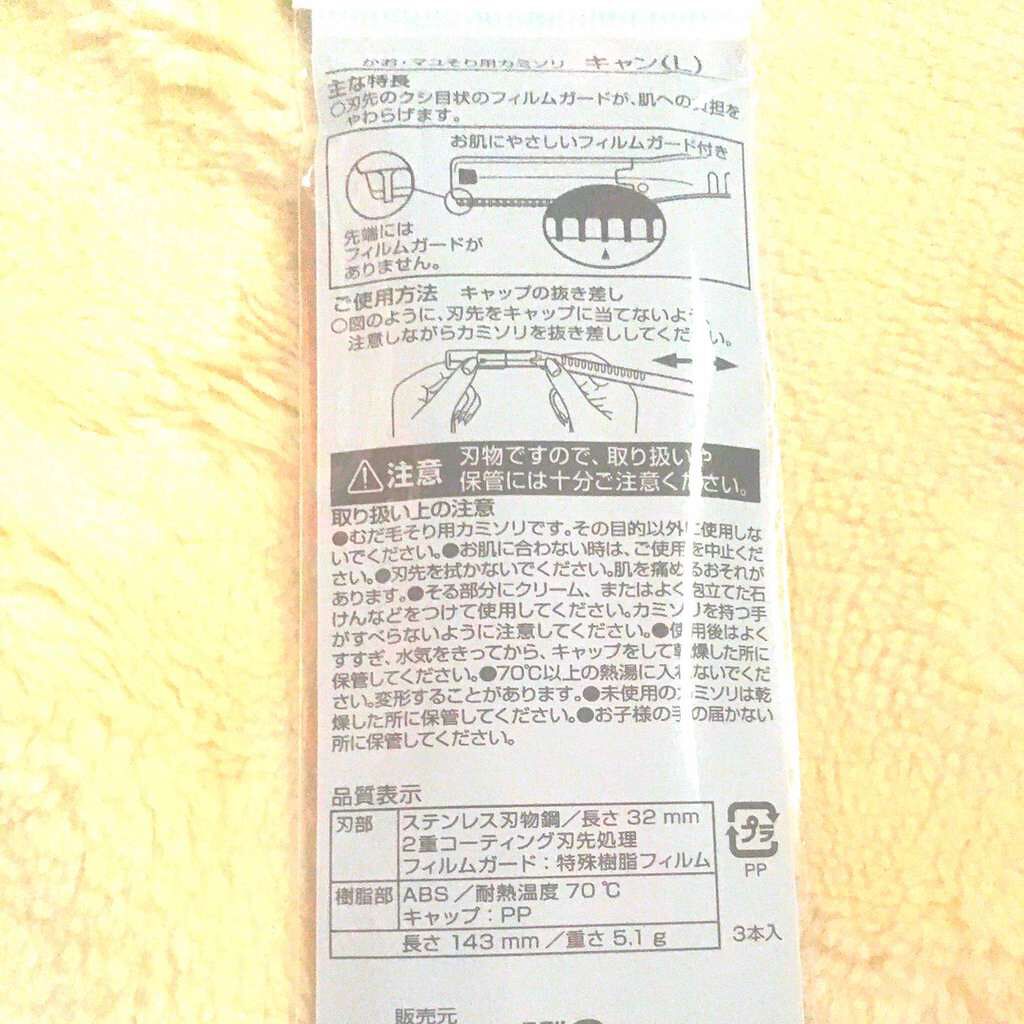 かお・マユそり用カミソリ キャン(L)
主な特長
○刃先のクシ目状のフィルムガードが、肌への 担を
やわらげます。
お肌にやさしいフィルムガード付き
先端には
フィルムガードが
ありません。
ご使用方法 キャップの抜き差し
○図のように、刃先をキャップに当てないよう
注意しながらカミソリを抜き差ししてください。
注意 刃物ですので、取り扱いや
保管には十分ご注意ください。
取り扱い上の注意
●むだ毛そり用カミソリです。その目的以外に使用しな
いでください。●お肌に合わない時は、ご使用を中止くだ
さい。●刃先を拭かないでください。肌を痛めるおそれが
あります。●そる部分にクリーム、またはよく泡立てた石
けんなどをつけて使用してください。カミソリを持つ手
がすべらないように注意してください。●使用後はよく
すすぎ、水気をきってから、キャップをして乾燥した所に
保管してください。●70℃以上の熱湯に入れないでくだ
さい。変形することがあります。●未使用のカミソリは乾
燥した所に保管してください。●お子様の手の届かない
所に保管してください。
品質表示
刃部 ステンレス刃物鋼/長さ 32 mm
2重コーティング刃先処理
フィルムガード:特殊樹脂フィルム
樹脂部 ABS/耐熱温度 70℃
キャップ:PP
長さ 143 mm/重さ 5.1 g
プラ
PP
3本入
販売元